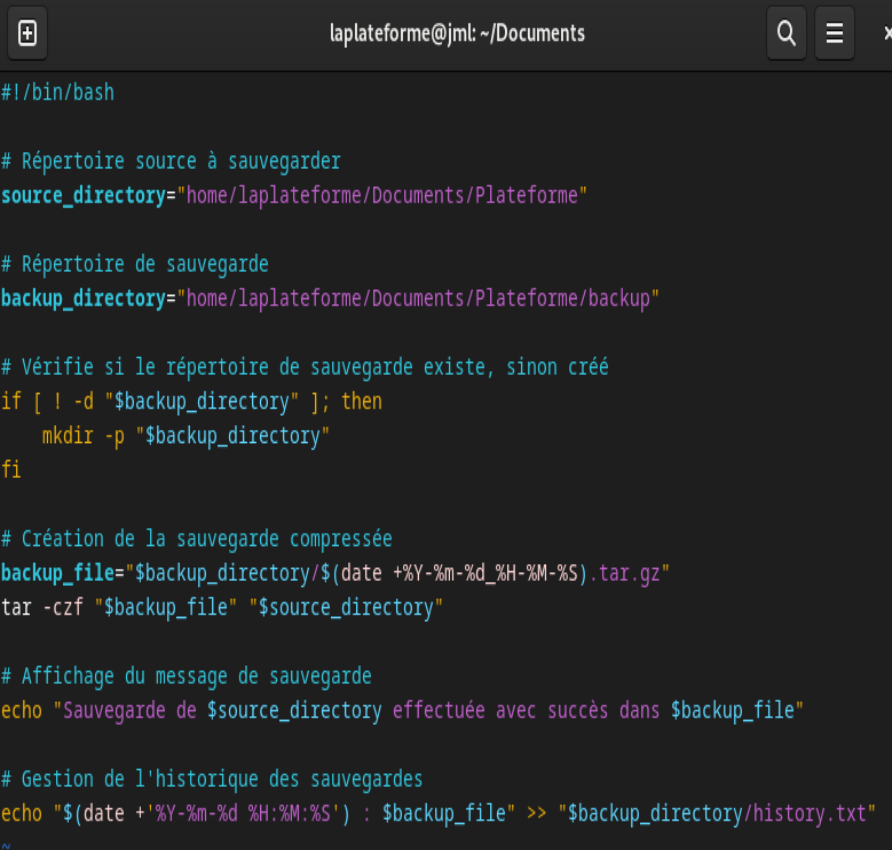 laplateforme@jml: ~/Documents
#!/bin/bash
# Répertoire source à sauvegarder
source_directory="home/laplateforme/Documents/Plateforme"
# Répertoire de sauvegarde
backup_directory="home/laplateforme/Documents/Plateforme/backup"
# Vérifie si le répertoire de sauvegarde existe, sinon créé
if [ ! -d "$backup_directory" ]; then
    mkdir -p "$backup_directory"
fi
# Création de la sauvegarde compressée
backup_file="$backup_directory/$(date +%Y-%m-%d_%H-%M-%S).tar.gz"
tar -czf "$backup_file" "$source_directory"
# Affichage du message de sauvegarde
echo "Sauvegarde de $source_directory effectuée avec succès dans $backup_file"
# Gestion de l'historique des sauvegardes
echo "$(date +'%Y-%m-%d %H:%M:%S') : $backup_file" >> "$backup_directory/history.txt"
~